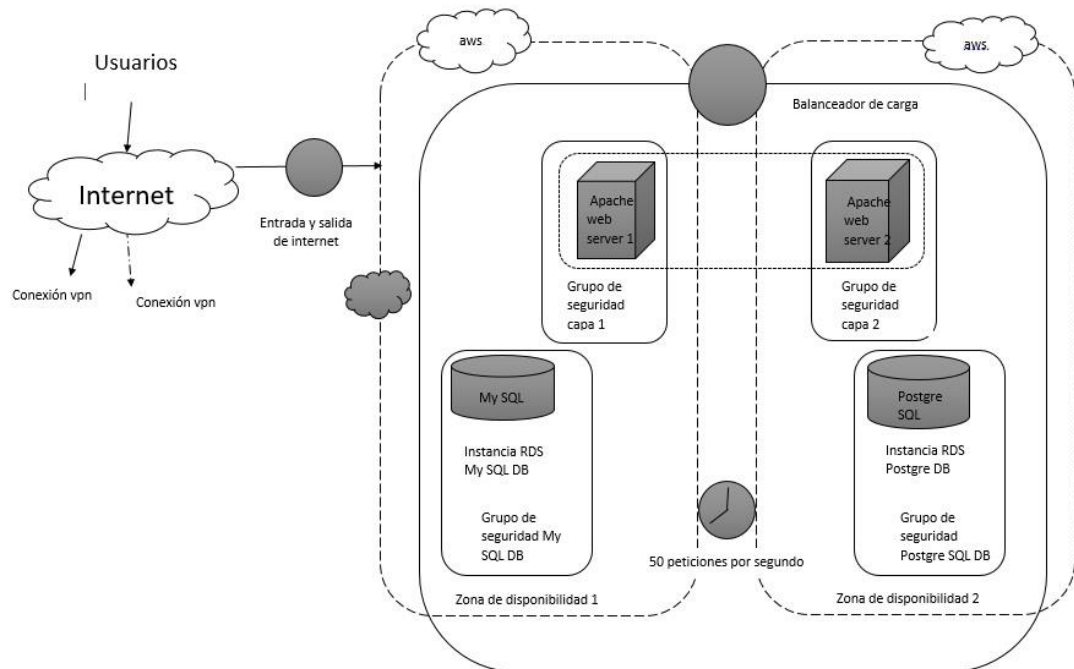 aws
aws.
Usuarios
Balanceador de carga
Internet
Entrada y salida
de internet
Conexión vpn
Conexión vpn
Apache
web
server 1
Apache
web
server 2
Grupo de
seguridad
capa 1
Grupo de
seguridad
capa 2
My SQL
Instancia RDS
My SQL DB
Grupo de
seguridad My
SQL DB
Postgre
SQL
Instancia RDS
Postgre DB
Grupo de
seguridad
Postgre SQL DB
50 peticiones por segundo
Zona de disponibilidad 1
Zona de disponibilidad 2